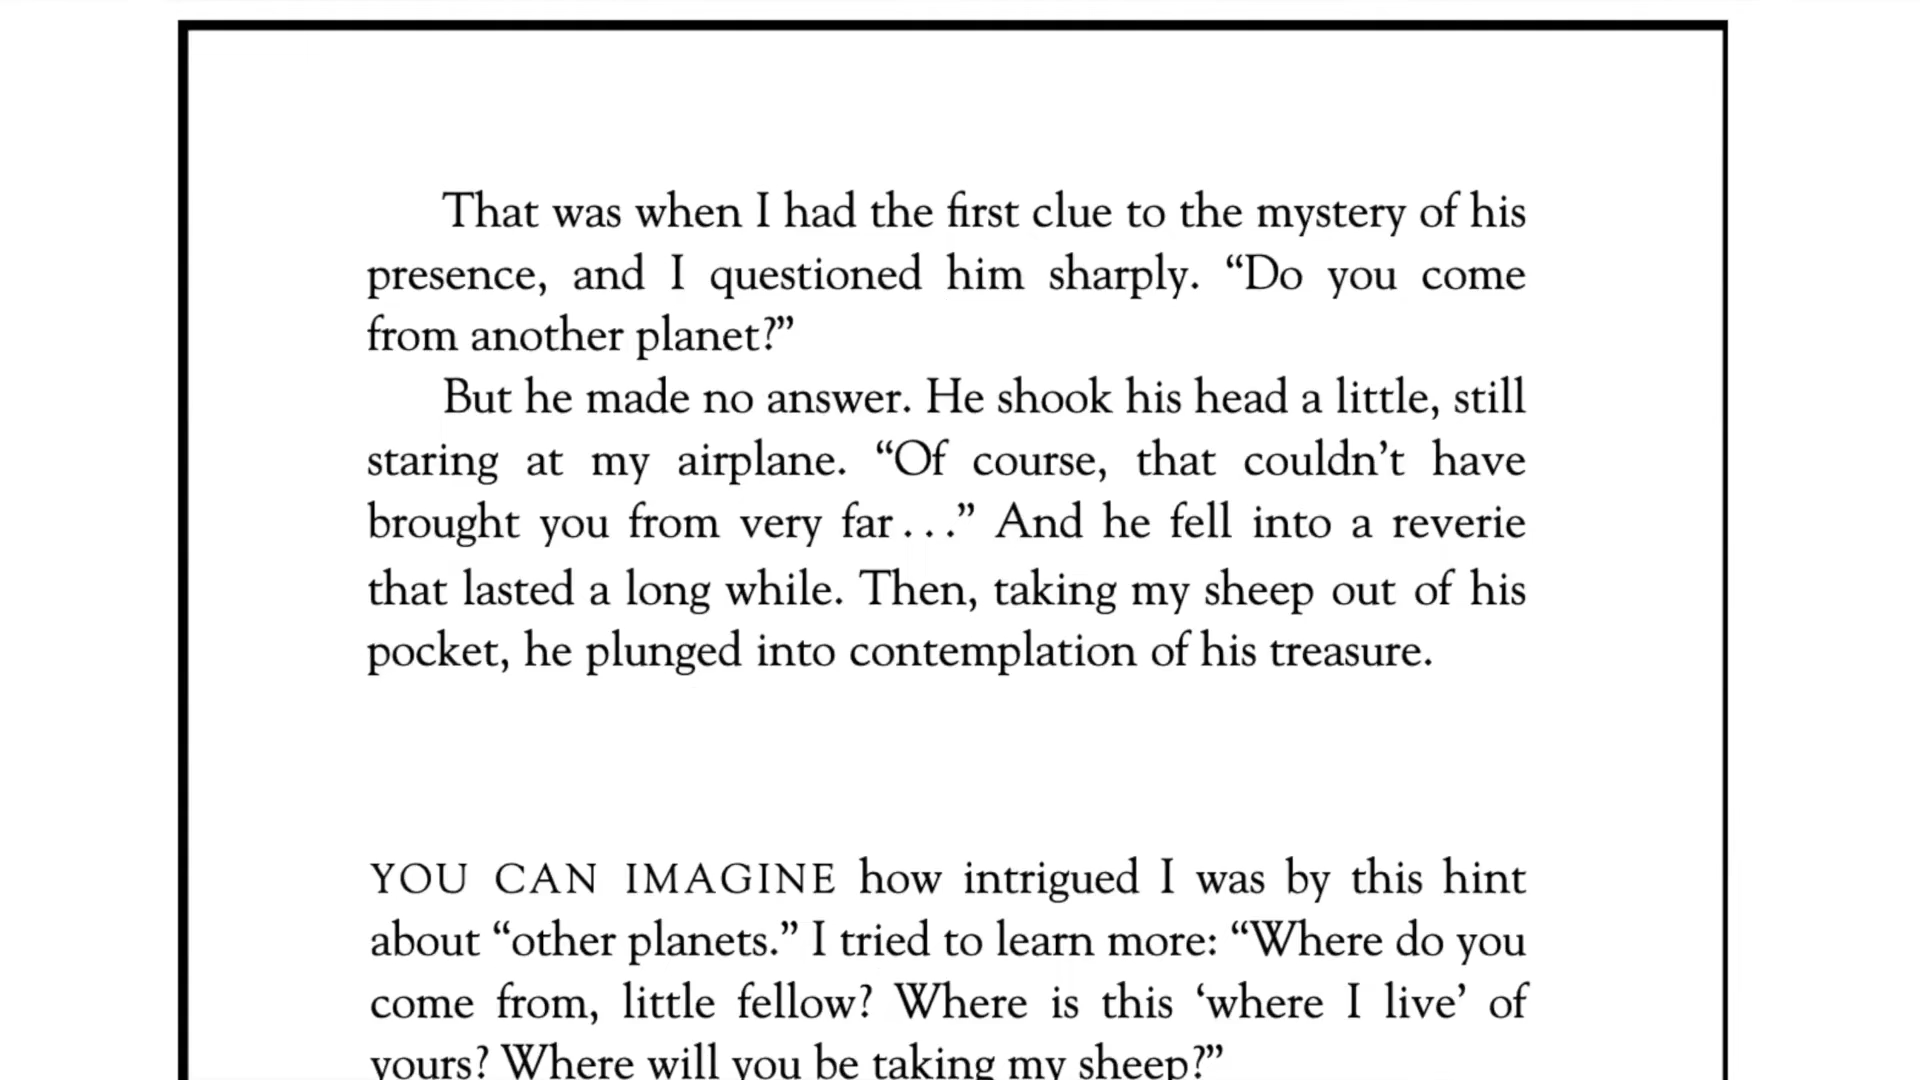 That was when I had the first clue to the mystery of his
presence, and I questioned him sharply. “Do you come
from another planet?”
But he made no answer. He shook his head a little, still
staring at my airplane. “Of course, that couldn’t have
brought you from very far . . .” And he fell into a reverie
that lasted a long while. Then, taking my sheep out of his
pocket, he plunged into contemplation of his treasure.
YOU CAN IMAGINE how intrigued I was by this hint
about “other planets.” I tried to learn more: “Where do you
come from, little fellow? Where is this ‘where I live’ of
yours? Where will you be taking my sheep?”